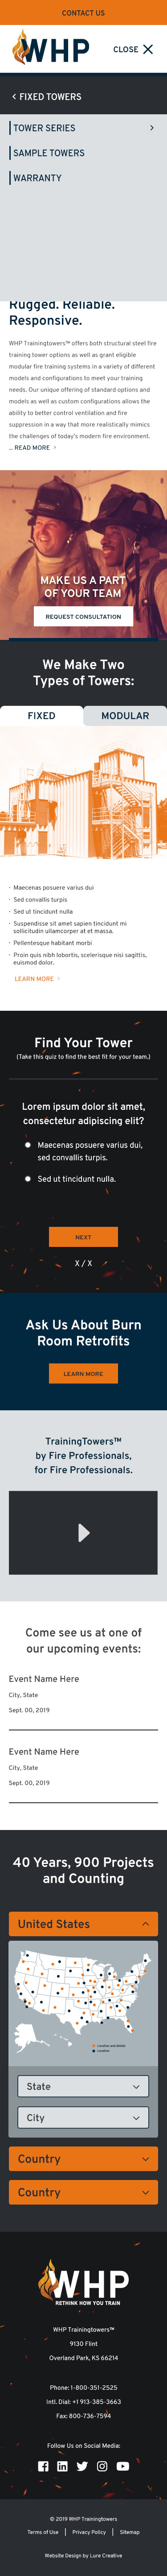 CONTACT US
WHP
CLOSE
FIXED TOWERS
TOWER SERIES
SAMPLE TOWERS
WARRANTY
Rugged. Reliable.
Responsive.
WHP Trainingtowers™ offers both structural steel fire
training tower options as well as grant eligible
modular fire training systems in a variety of different
models and configurations to meet your training
needs. Our unique offering of standard models as
well as custom configurations allows the most
ability to better control ventilation and fire
suppression in a way that more realistically mimics
the challenges of today's modern fire environment.
... READ MORE
MAKE US A PART
OF YOUR TEAM
REQUEST CONSULTATION
We Make Two
Types of Towers:
FIXED
MODULAR
· Maecenas posuere varius dui
· Sed convallis turpis
· Sed ut tincidunt nulla
· Suspendisse sit amet sapien tincidunt mi
sollicitudin ullamcorper at et massa.
· Pellentesque habitant morbi
· Proin quis nibh lobortis, scelerisque nisi sagittis,
euismod dolor.
LEARN MORE
Find Your Tower
(Take this quiz to find the best fit for your team.)
Lorem ipsum dolor sit amet,
consectetur adipiscing elit?
Maecenas posuere varius dui,
sed convallis turpis.
Sed ut tincidunt nulla.
NEXT
X / X
Ask Us About Burn
Room Retrofits
LEARN MORE
TrainingTowers™
by Fire Professionals,
for Fire Professionals.
Come see us at one of
our upcoming events:
Event Name Here
City, State
Sept. 00, 2019
Event Name Here
City, State
Sept. 00, 2019
40 Years, 900 Projects
and Counting
United States
State
City
Country
Country
WHP
RETHINK HOW YOU TRAIN
WHP Trainingtowers™
9130 Flint
Overland Park, KS 66214
Phone: 1-800-351-2525
Intl. Dial: +1 913-385-3663
Fax: 800-736-7594
Follow Us on Social Media:
© 2019 WHP Trainingtowers
Terms of Use | Privacy Policy | Sitemap
Website Design by Lure Creative